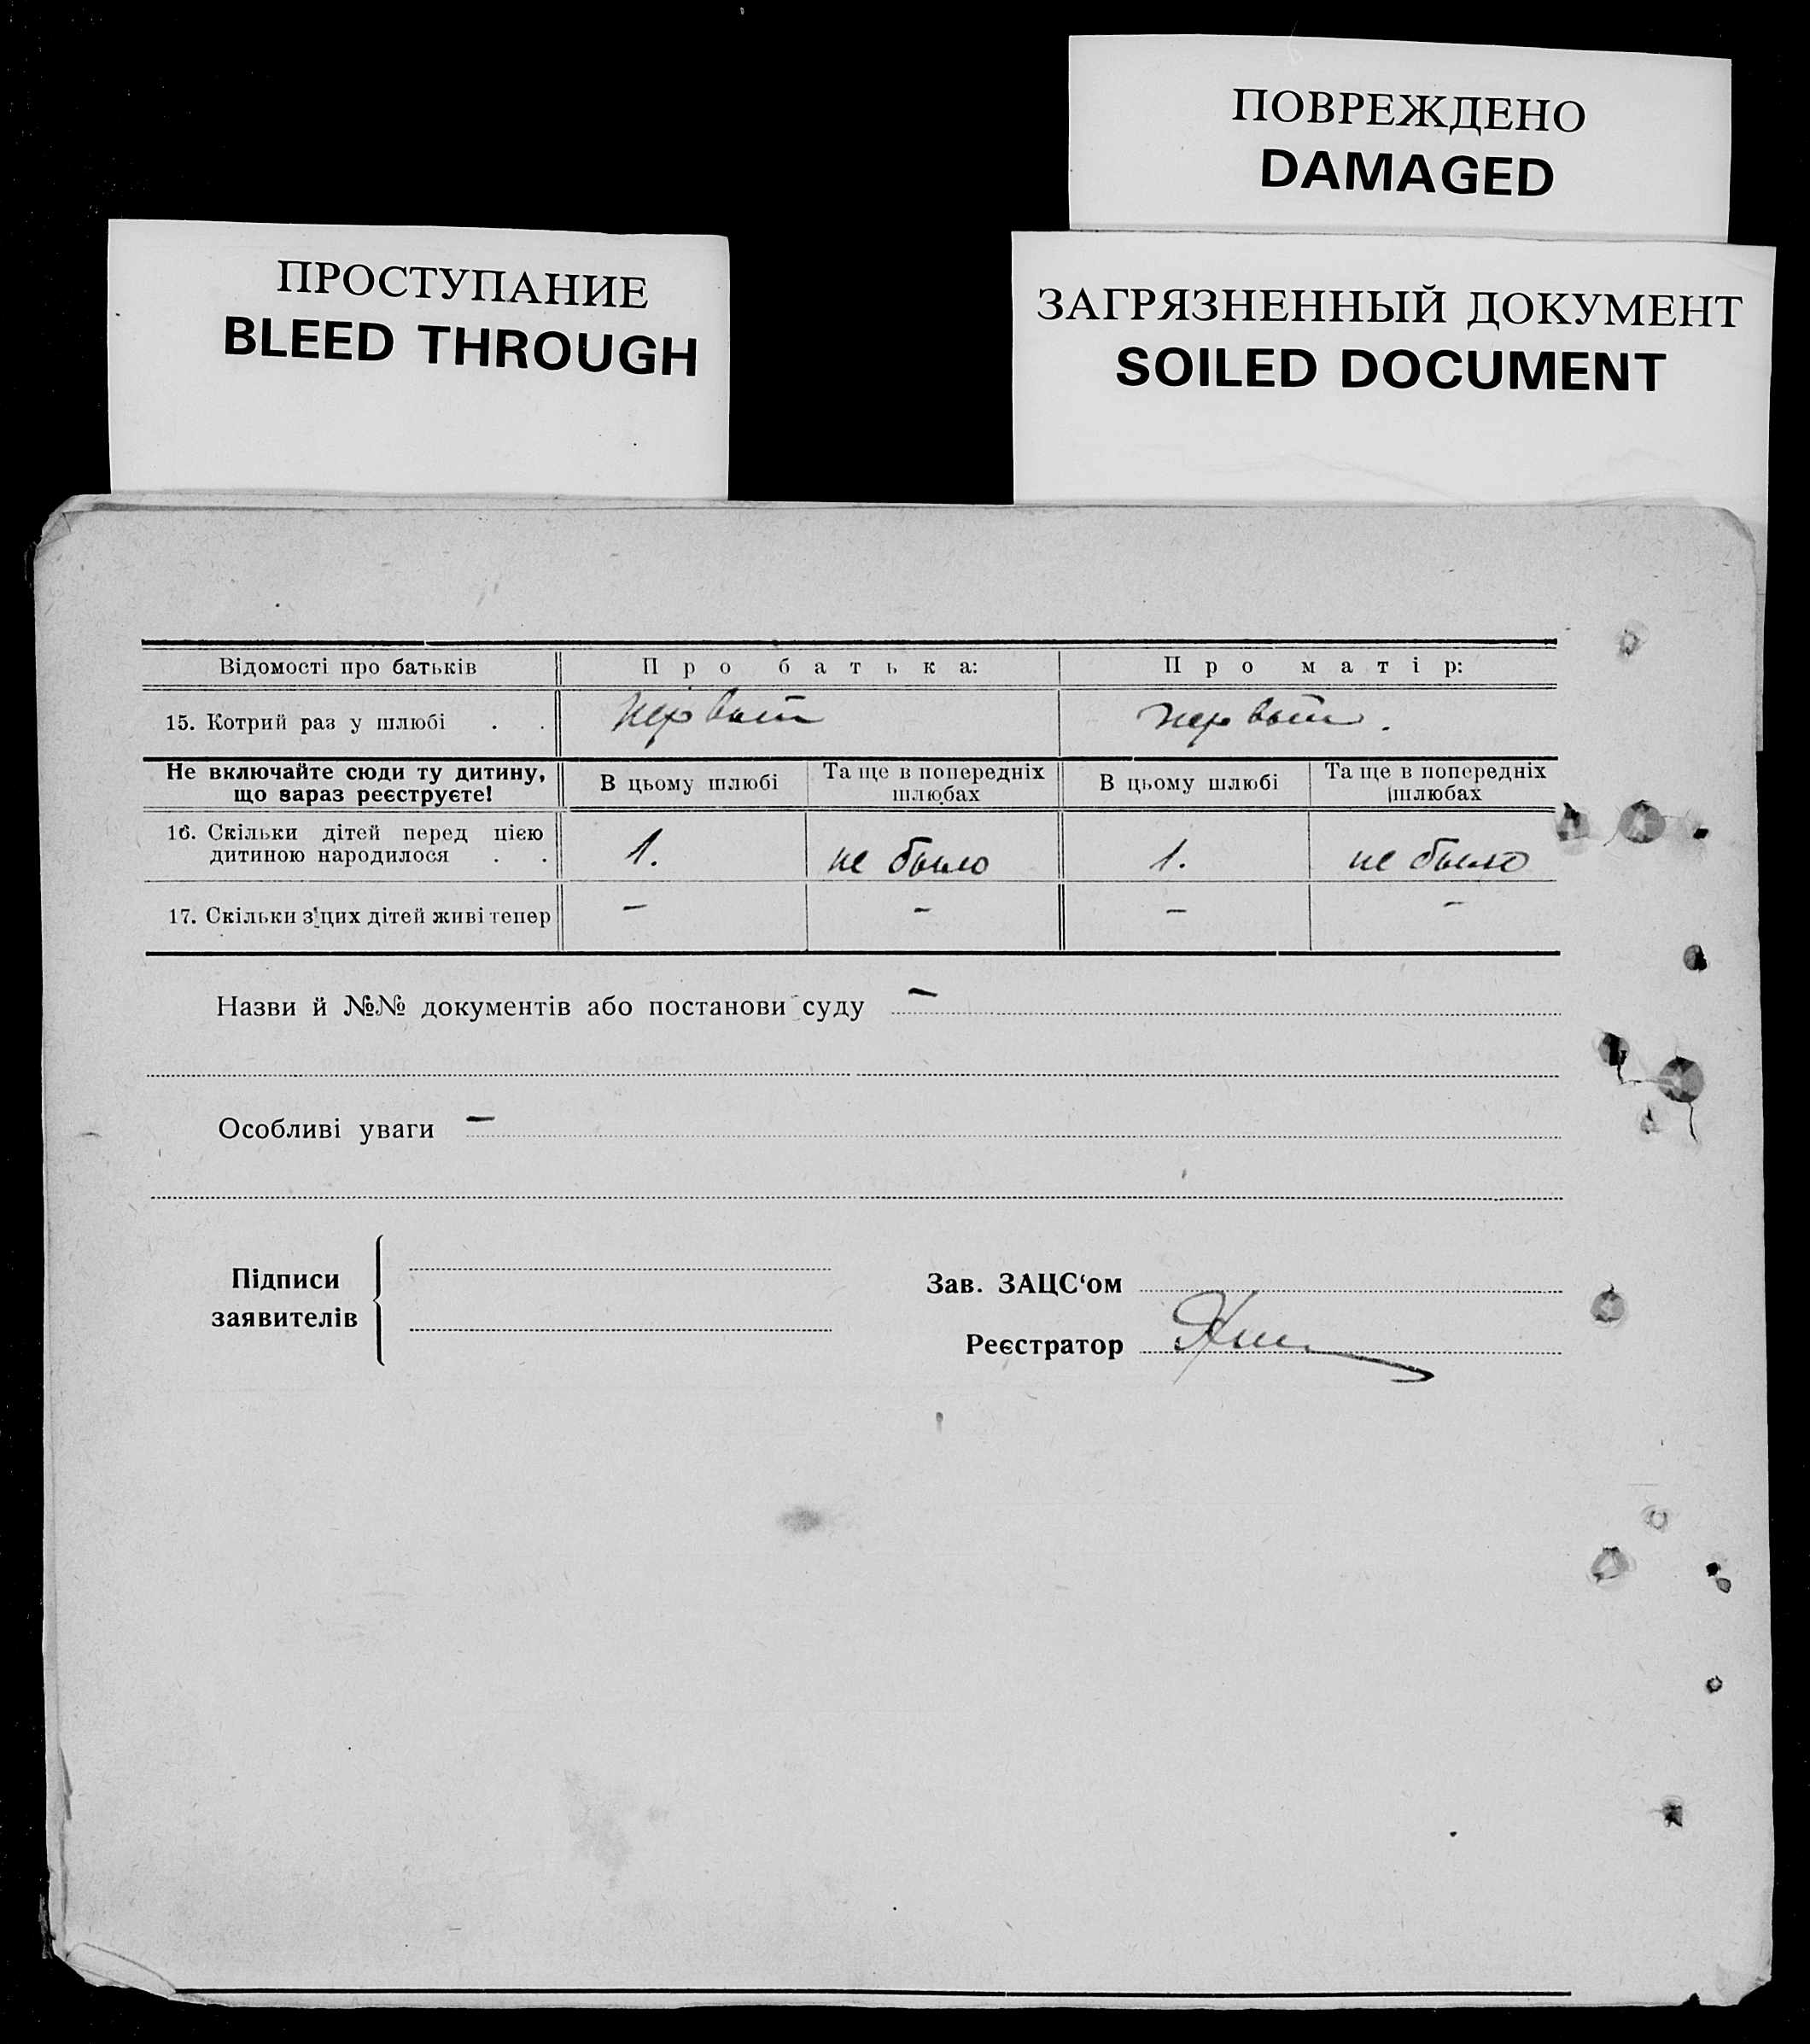 ПОВРЕЖДЕНО
DAMAGED
ПРОСТУПАНИЕ
BLEED THROUGH
ЗАГРЯЗНЕННЫЙ ДОКУМЕНТ
SOILED DOCUMENT
Відомості про батьків Про батька: Про матір:
15. Котрий раз у шлюбі . . первый первый.
Не включайте сюди ту дитину, що зараз реєструєте! В цьому шлюбі Та ще в попередніх шлюбах В цьому шлюбі Та ще в попередніх шлюбах
16. Скільки дітей перед цією
дитиною народилося . . 1. не было 1. не было
17. Скільки з'цих дітей живі тепер – – – –
Назви й №№ документів або постанови суду –
Особливі уваги –
Підписи
заявителів
Зав. ЗАЦС‘ом
Реєстратор